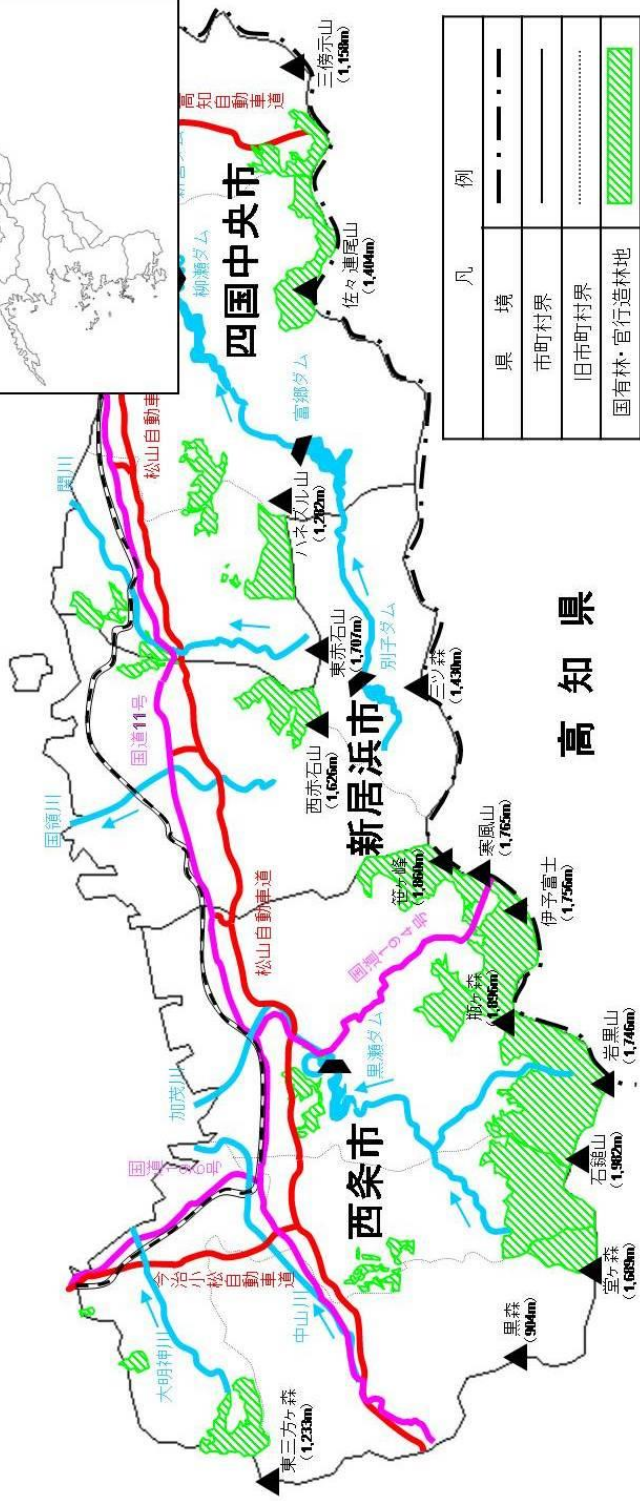 三傍示山
(1,158m)
高知自動車道
四国中央市
柳瀬ダム
佐々連尾山
(1,404m)
富郷ダム
松山自動車
関川
ハネズル山
(1,282m)
国道11号
東赤石山
(1,707m)
別子ダム
三ツ森
(1,430m)
西赤石山
(1,626m)
新居浜市
国領川
松山自動車道
笹ヶ峰
(1,860m)
寒風山
(1,765m)
伊予富士
(1,756m)
国道194号
瓶ヶ森
(1,896m)
岩黒山
(1,746m)
黒瀬ダム
加茂川
西条市
石鎚山
(1,982m)
堂ヶ森
(1,689m)
国道196号
今治小松自動車道
中山川
大明神川
黒森
(904m)
東三方ヶ森
(1,233m)
高知県
凡例
県境
市町村界
旧市町村界
国有林・官行造林地